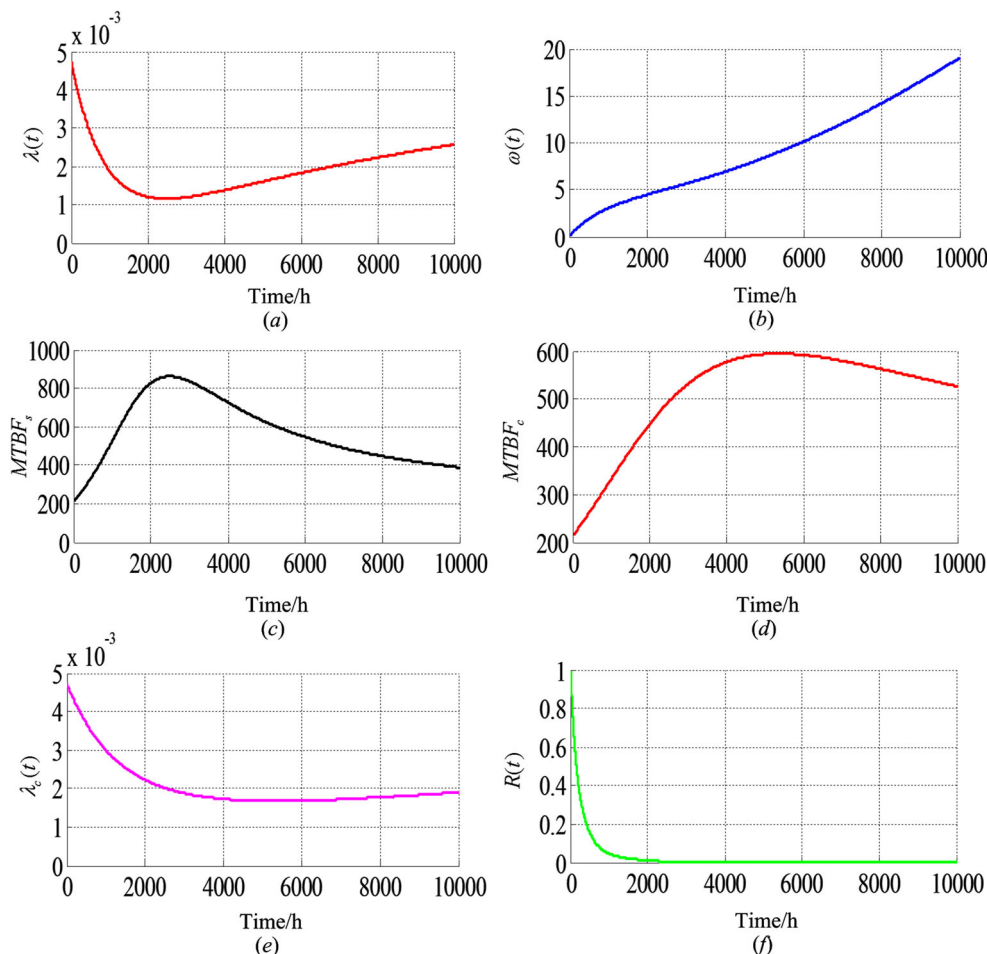 x 10⁻³
5
4
3
2
1
0
λ(t)
0 2000 4000 6000 8000 10000
Time/h
(a)
20
15
10
5
0
ω(t)
0 2000 4000 6000 8000 10000
Time/h
(b)
1000
800
600
400
200
0
MTBFₛ
0 2000 4000 6000 8000 10000
Time/h
(c)
600
500
400
300
200
MTBF_c
0 2000 4000 6000 8000 10000
Time/h
(d)
x 10⁻³
5
4
3
2
1
0
λ_c(t)
0 2000 4000 6000 8000 10000
Time/h
(e)
1
0.8
0.6
0.4
0.2
0
R(t)
0 2000 4000 6000 8000 10000
Time/h
(f)